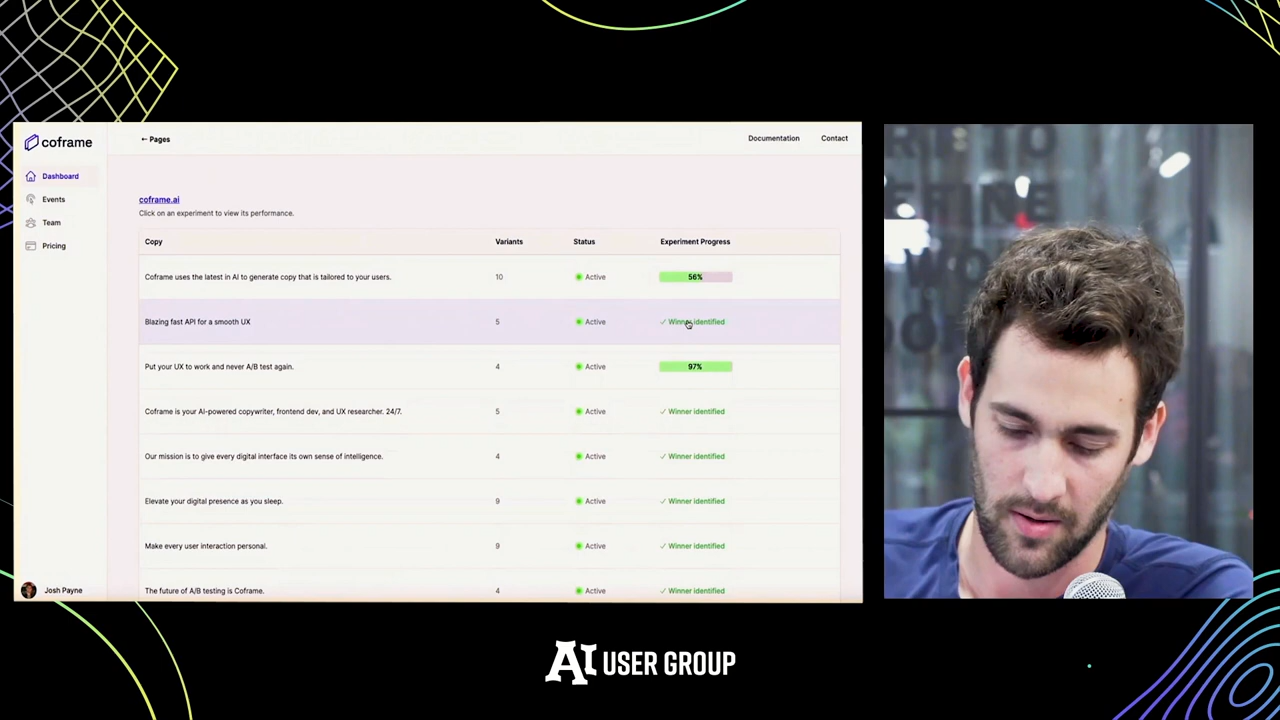 coframe
← Pages
Documentation
Contact
Dashboard
Events
Team
Pricing
coframe.ai
Click on an experiment to view its performance.
Copy Variants Status Experiment Progress
Coframe uses the latest in AI to generate copy that is tailored to your users. 10 Active 56%
Blazing fast API for a smooth UX 5 Active ✓ Winner identified
Put your UX to work and never A/B test again. 4 Active 97%
Coframe is your AI-powered copywriter, frontend dev, and UX researcher. 24/7. 5 Active ✓ Winner identified
Our mission is to give every digital interface its own sense of intelligence. 4 Active ✓ Winner identified
Elevate your digital presence as you sleep. 9 Active ✓ Winner identified
Make every user interaction personal. 9 Active ✓ Winner identified
The future of A/B testing is Coframe. 4 Active ✓ Winner identified
Josh Payne
AI USER GROUP